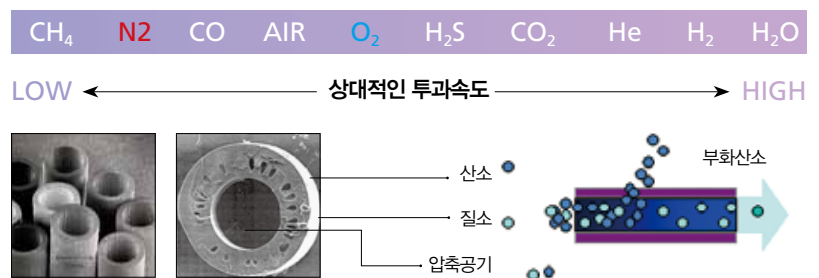 CH₄ N2 CO AIR O₂ H₂S CO₂ He H₂ H₂O
LOW 상대적인 투과속도 HIGH
부화산소
산소
질소
압축공기